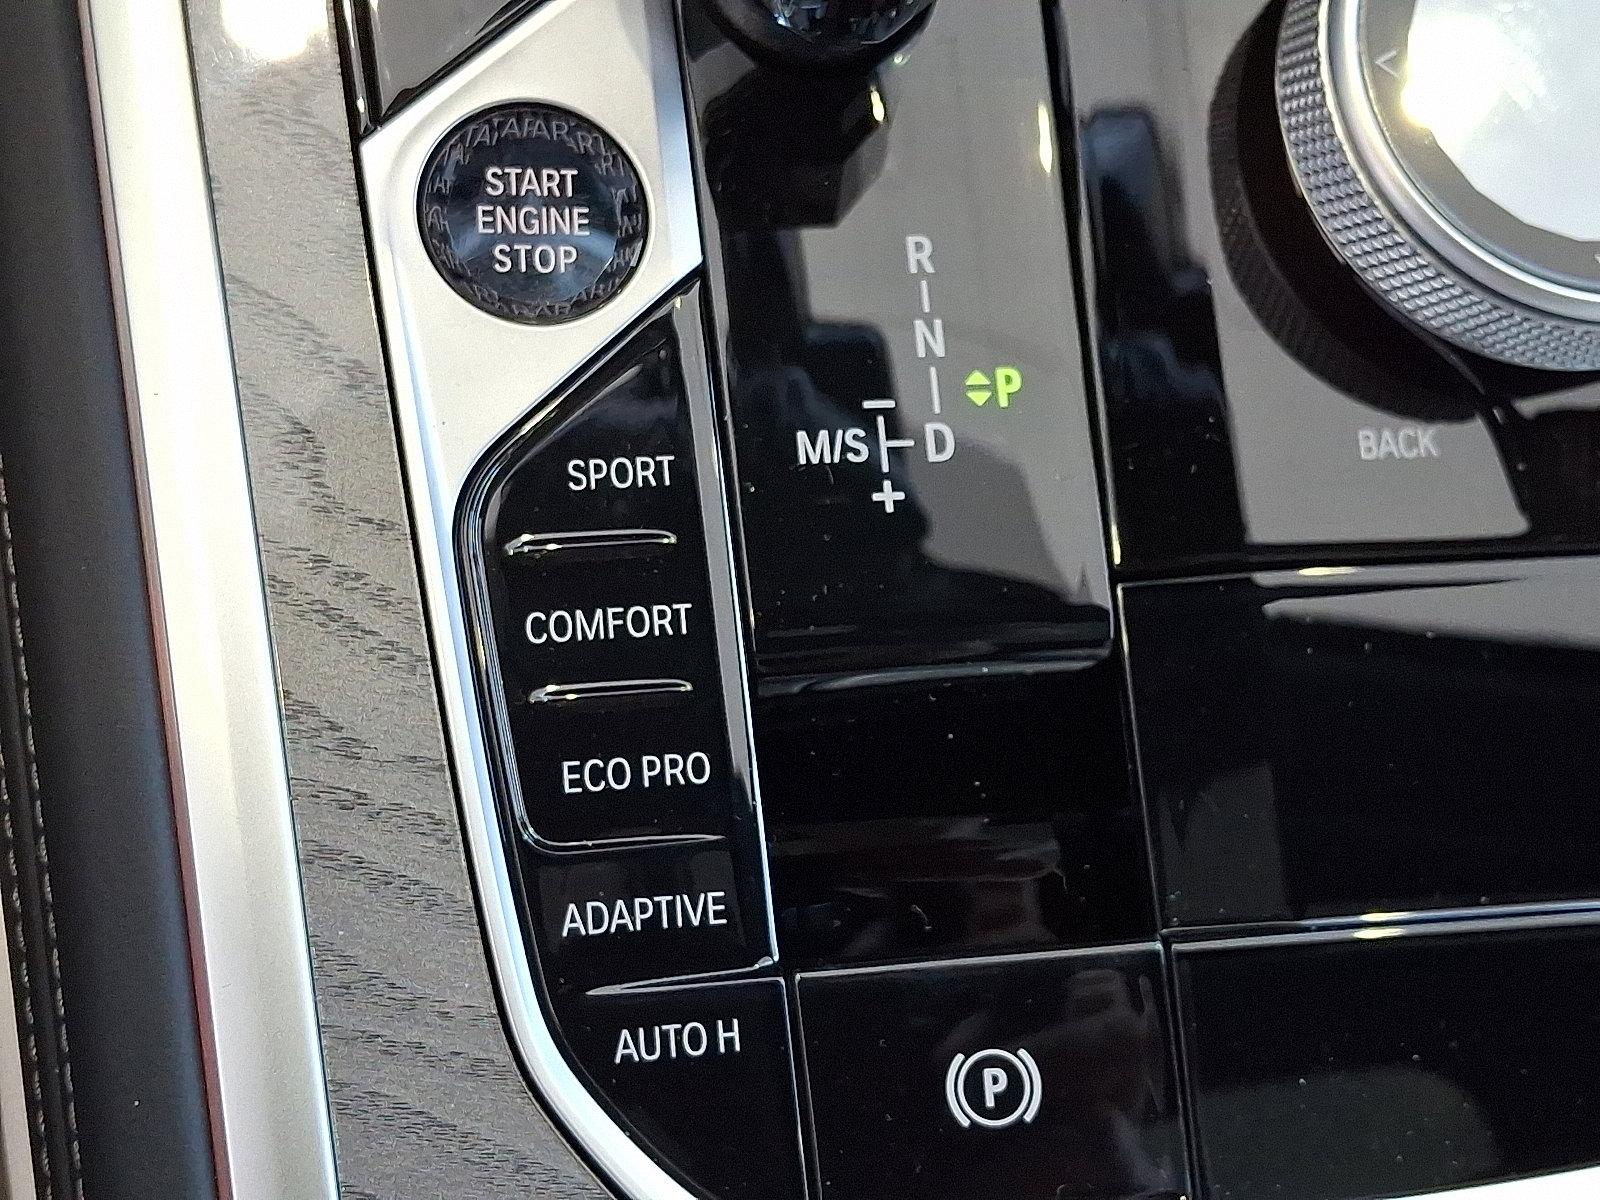 START
ENGINE
STOP
R
N
P
M/S
D
SPORT
COMFORT
ECO PRO
ADAPTIVE
AUTO H
P
BACK